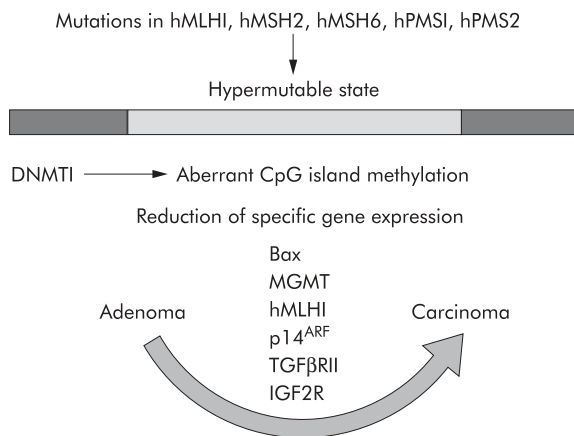 Mutations in hMLHI, hMSH2, hMSH6, hPMSI, hPMS2
Hypermutable state
DNMTI Aberrant CpG island methylation
Reduction of specific gene expression
Bax
MGMT
Adenoma hMLHI Carcinoma
p14ARF
TGFβRII
IGF2R